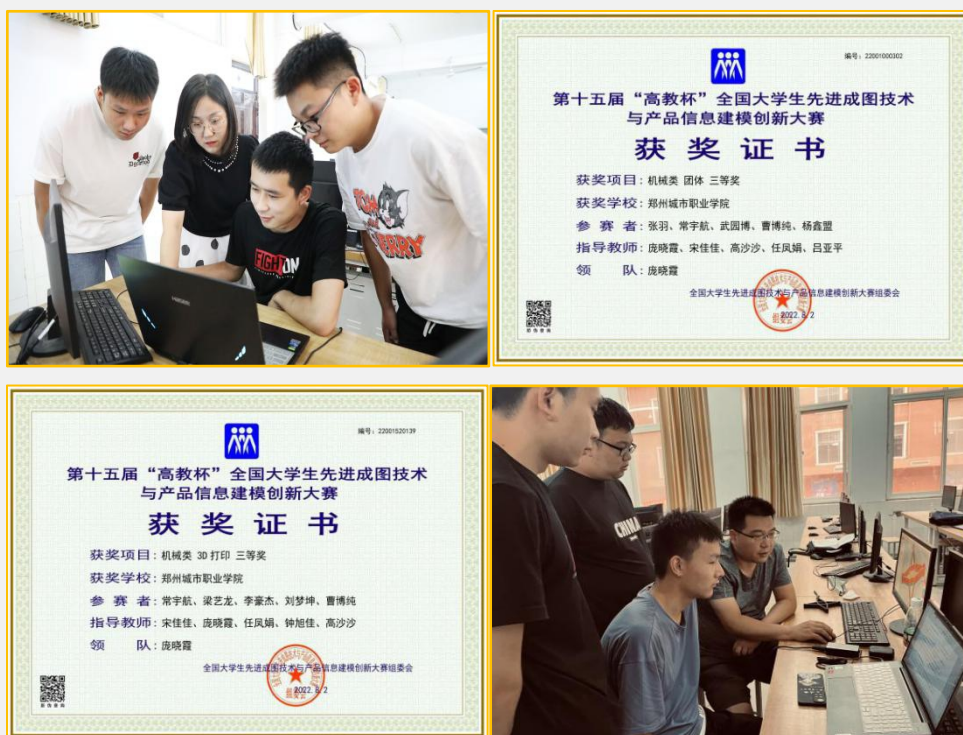 FIGHT ON
TOM AND
JERRY
编号：22001000302
第十五届“高教杯”全国大学生先进成图技术
与产品信息建模创新大赛
获奖证书
获奖项目：机械类 团体 三等奖
获奖学校：郑州城市职业学院
参赛者：张羽、常宇航、武园博、曹博纯、杨鑫盟
指导教师：庞晓霞、宋佳佳、高沙沙、任凤娟、吕亚平
领队：庞晓霞
全国大学生先进成图技术与产品信息建模创新大赛组委会
2022.8.2
编号：22001520139
第十五届“高教杯”全国大学生先进成图技术
与产品信息建模创新大赛
获奖证书
获奖项目：机械类 3D 打印 三等奖
获奖学校：郑州城市职业学院
参赛者：常宇航、梁艺龙、李豪杰、刘梦坤、曹博纯
指导教师：宋佳佳、庞晓霞、任凤娟、钟旭佳、高沙沙
领队：庞晓霞
全国大学生先进成图技术与产品信息建模创新大赛组委会
2022.8.2
CHINA